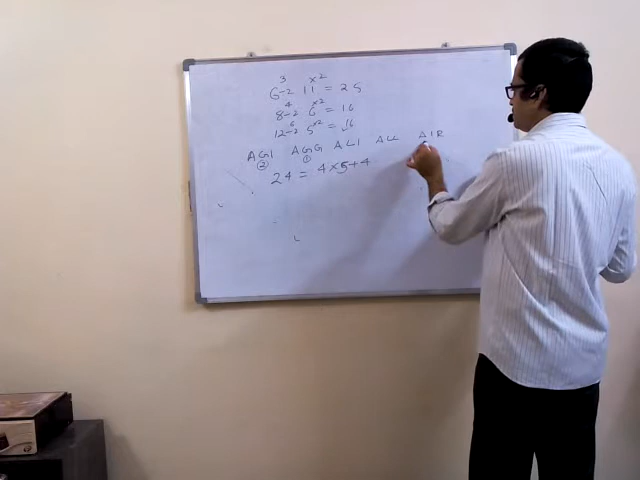 3 x2
6-2 11 = 25
4 x2
8-2 6 = 16
6 x2
12-2 5 = 16
AGI AGG ALI ALL AIR
② ①
24 = 4×5+4